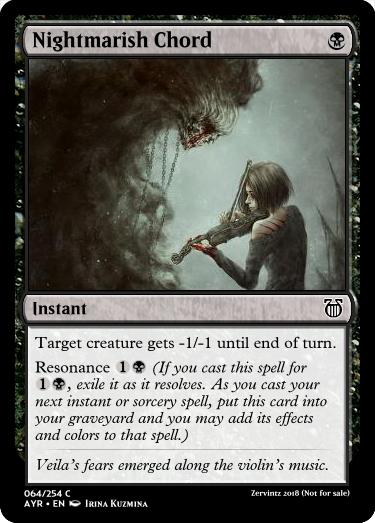 Nightmarish Chord
Instant
Target creature gets -1/-1 until end of turn.
Resonance 1 (If you cast this spell for
1 , exile it as it resolves. As you cast your
next instant or sorcery spell, put this card into
your graveyard and you may add its effects
and colors to that spell.)
Veila's fears emerged along the violin's music.
064/254 C
Zervintz 2018 (Not for sale)
AYR • EN Irina Kuzmina